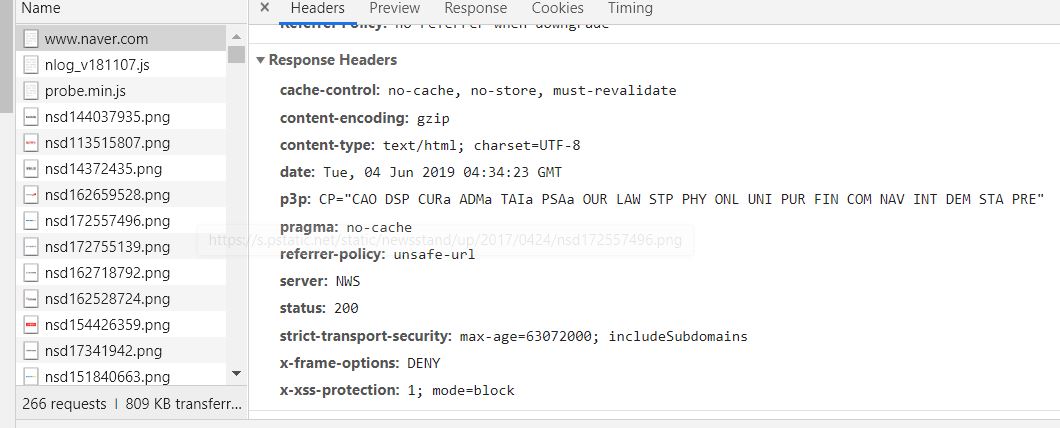 Name
× Headers Preview Response Cookies Timing
www.naver.com
nlog_v181107.js
probe.min.js
nsd144037935.png
nsd113515807.png
nsd14372435.png
nsd162659528.png
nsd172557496.png
nsd172755139.png
nsd162718792.png
nsd162528724.png
nsd154426359.png
nsd17341942.png
nsd151840663.png
266 requests | 809 KB transferr...
Referrer Policy: no-referrer-when-downgrade
Response Headers
cache-control: no-cache, no-store, must-revalidate
content-encoding: gzip
content-type: text/html; charset=UTF-8
date: Tue, 04 Jun 2019 04:34:23 GMT
p3p: CP="CAO DSP CURa ADMa TAIa PSAa OUR LAW STP PHY ONL UNI PUR FIN COM NAV INT DEM STA PRE"
pragma: no-cache
https://s.pstatic.net/static/newsstand/up/2017/0424/nsd172557496.png
referrer-policy: unsafe-url
server: NWS
status: 200
strict-transport-security: max-age=63072000; includeSubdomains
x-frame-options: DENY
x-xss-protection: 1; mode=block